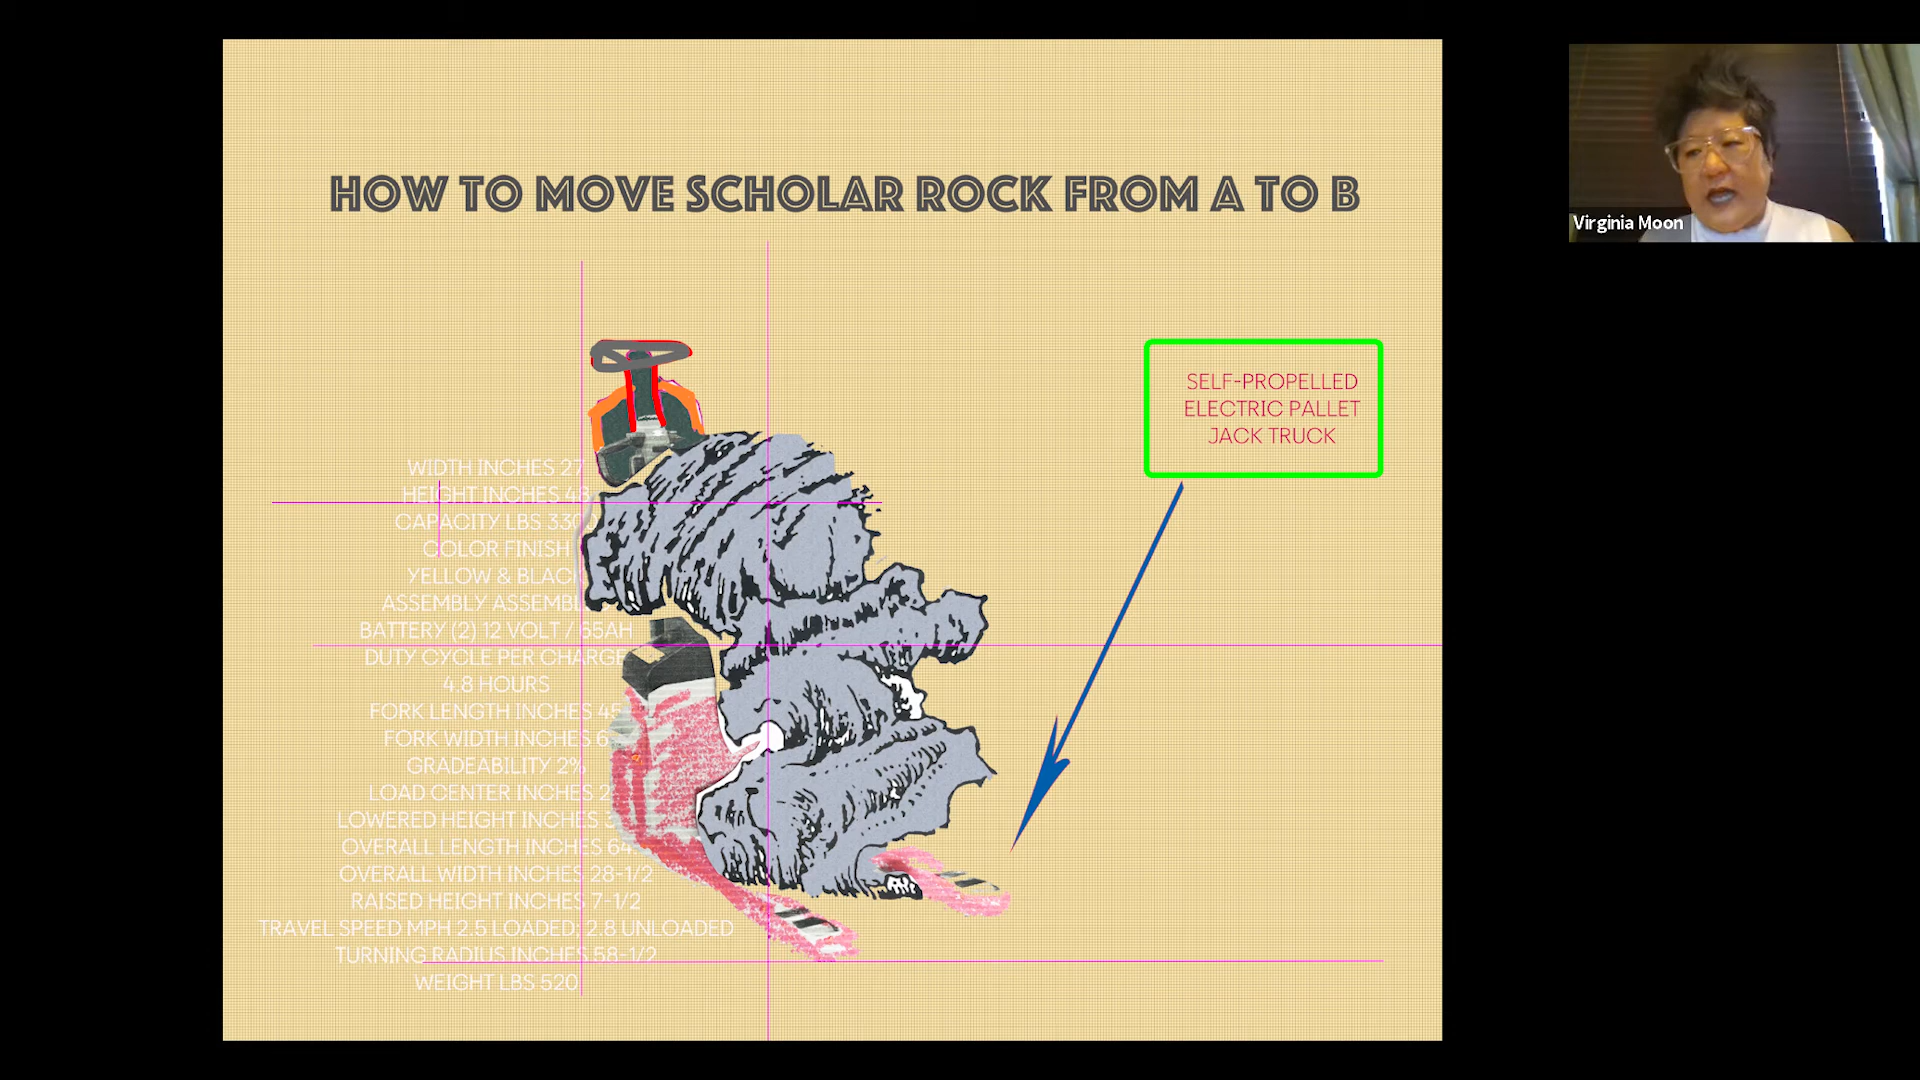 HOW TO MOVE SCHOLAR ROCK FROM A TO B
Virginia Moon
SELF-PROPELLED
ELECTRIC PALLET
JACK TRUCK
WIDTH INCHES 27
HEIGHT INCHES 48
CAPACITY LBS 3300
COLOR FINISH
YELLOW & BLACK
ASSEMBLY
BATTERY (2) 12 VOLT / 65AH
DUTY CYCLE PER CHARGE
4.8 HOURS
FORK LENGTH INCHES 45
FORK WIDTH INCHES
GRADEABILITY 2%
LOAD CENTER INCHES
LOWERED HEIGHT INCHES
OVERALL LENGTH INCHES
OVERALL WIDTH INCHES 28-1/2
RAISED HEIGHT INCHES 7-1/2
TRAVEL SPEED MPH 2.5 LOADED; 2.8 UNLOADED
TURNING RADIUS INCHES 58-1/2
WEIGHT LBS 520